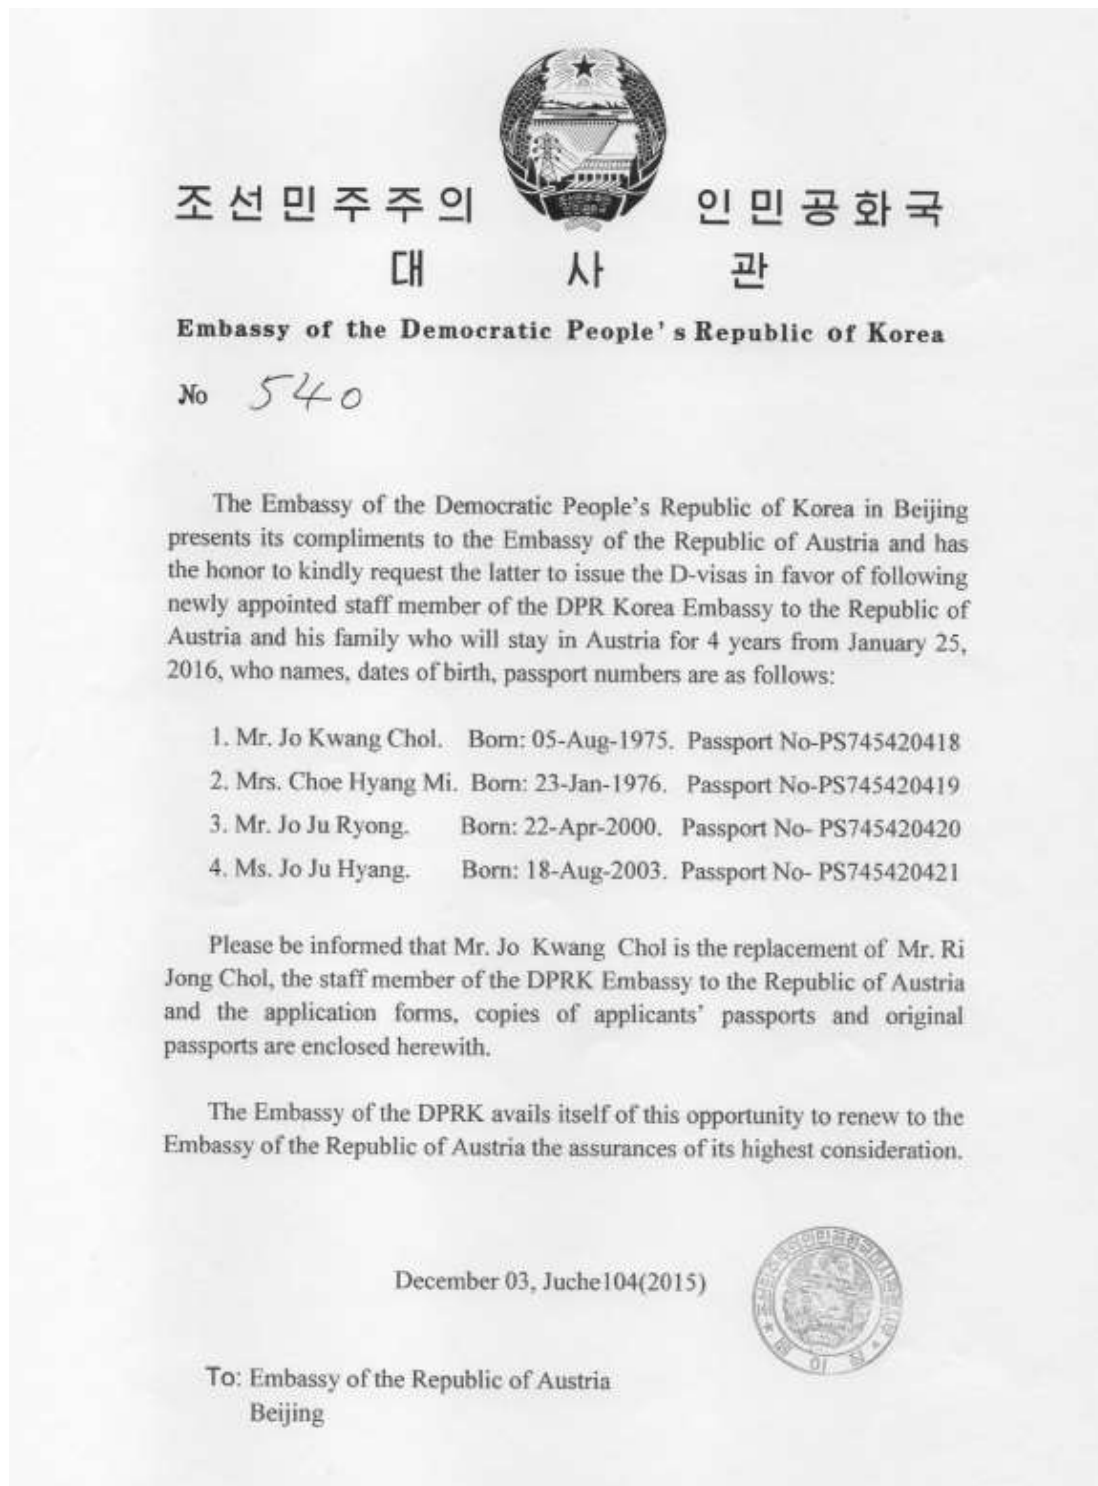 조선민주주의 인민공화국
대 사 관
Embassy of the Democratic People's Republic of Korea
№ 540
The Embassy of the Democratic People's Republic of Korea in Beijing
presents its compliments to the Embassy of the Republic of Austria and has
the honor to kindly request the latter to issue the D-visas in favor of following
newly appointed staff member of the DPR Korea Embassy to the Republic of
Austria and his family who will stay in Austria for 4 years from January 25,
2016, who names, dates of birth, passport numbers are as follows:
1. Mr. Jo Kwang Chol. Born: 05-Aug-1975. Passport No-PS745420418
2. Mrs. Choe Hyang Mi. Born: 23-Jan-1976. Passport No-PS745420419
3. Mr. Jo Ju Ryong. Born: 22-Apr-2000. Passport No- PS745420420
4. Ms. Jo Ju Hyang. Born: 18-Aug-2003. Passport No- PS745420421
Please be informed that Mr. Jo Kwang Chol is the replacement of Mr. Ri
Jong Chol, the staff member of the DPRK Embassy to the Republic of Austria
and the application forms, copies of applicants' passports and original
passports are enclosed herewith.
The Embassy of the DPRK avails itself of this opportunity to renew to the
Embassy of the Republic of Austria the assurances of its highest consideration.
December 03, Juche104(2015)
To: Embassy of the Republic of Austria
Beijing